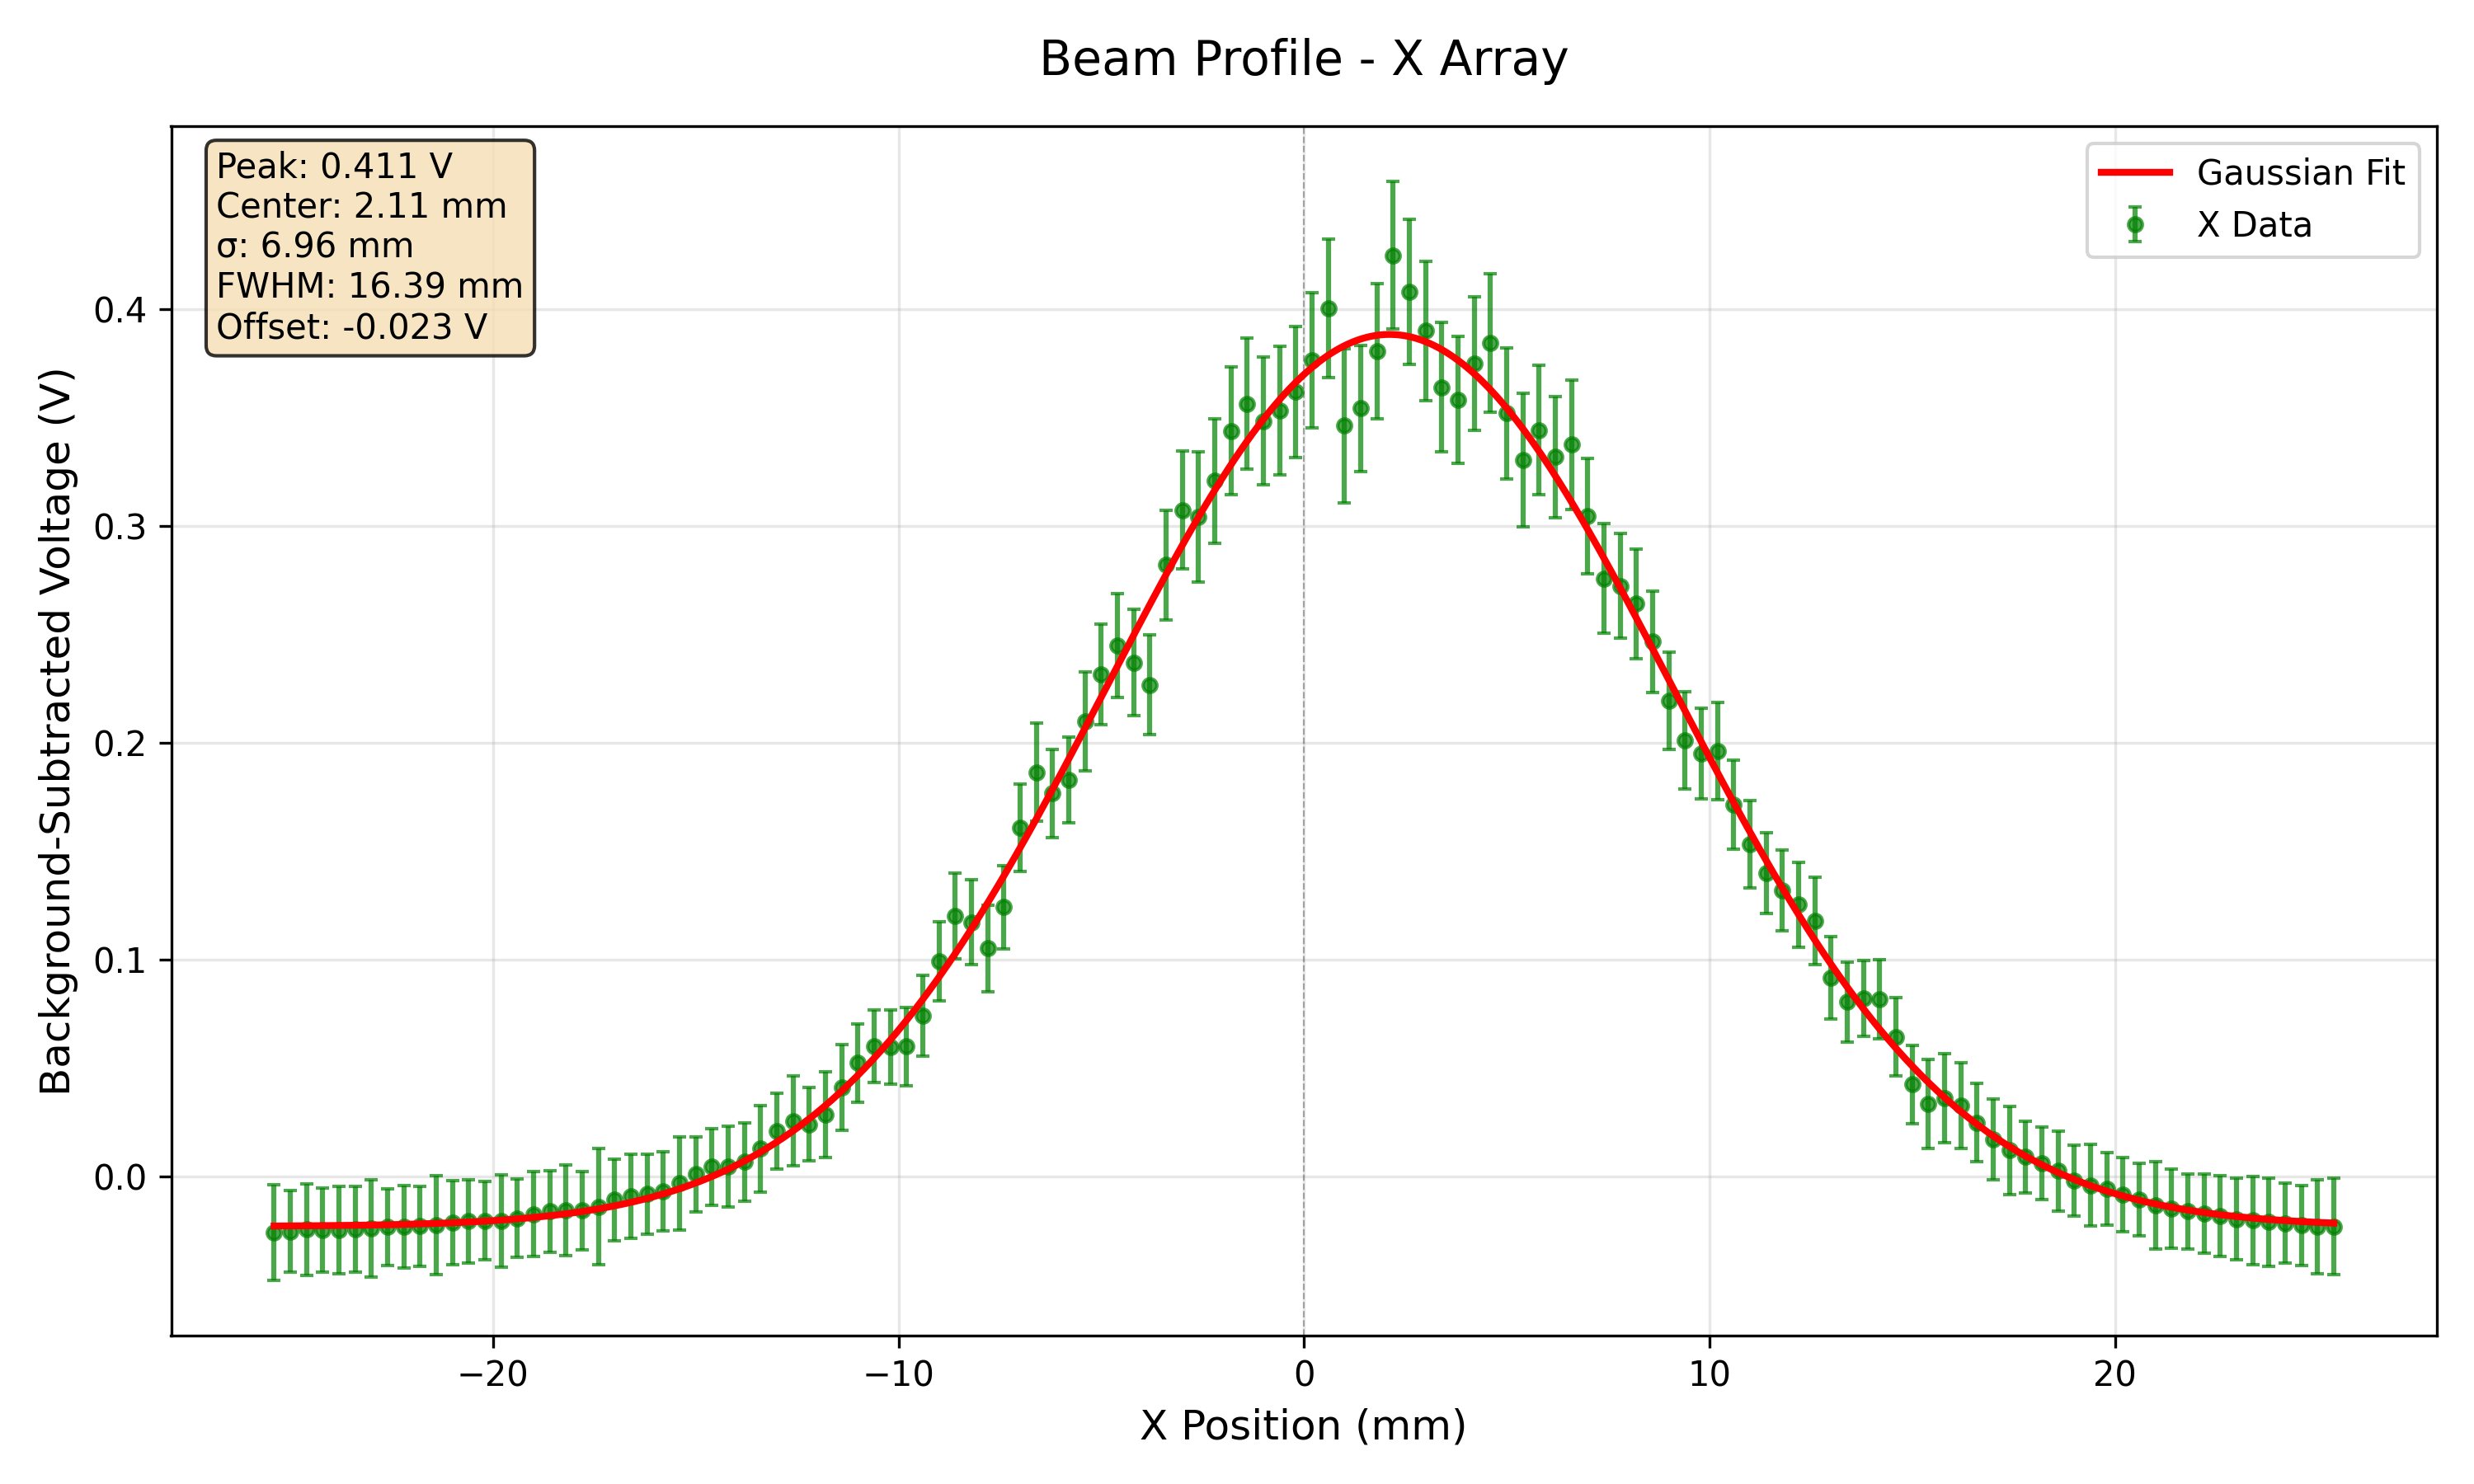 Beam Profile - X Array
Peak: 0.411 V
Center: 2.11 mm
σ: 6.96 mm
FWHM: 16.39 mm
Offset: -0.023 V
Gaussian Fit
X Data
Background-Subtracted Voltage (V)
0.4
0.3
0.2
0.1
0.0
−20
−10
0
10
20
X Position (mm)